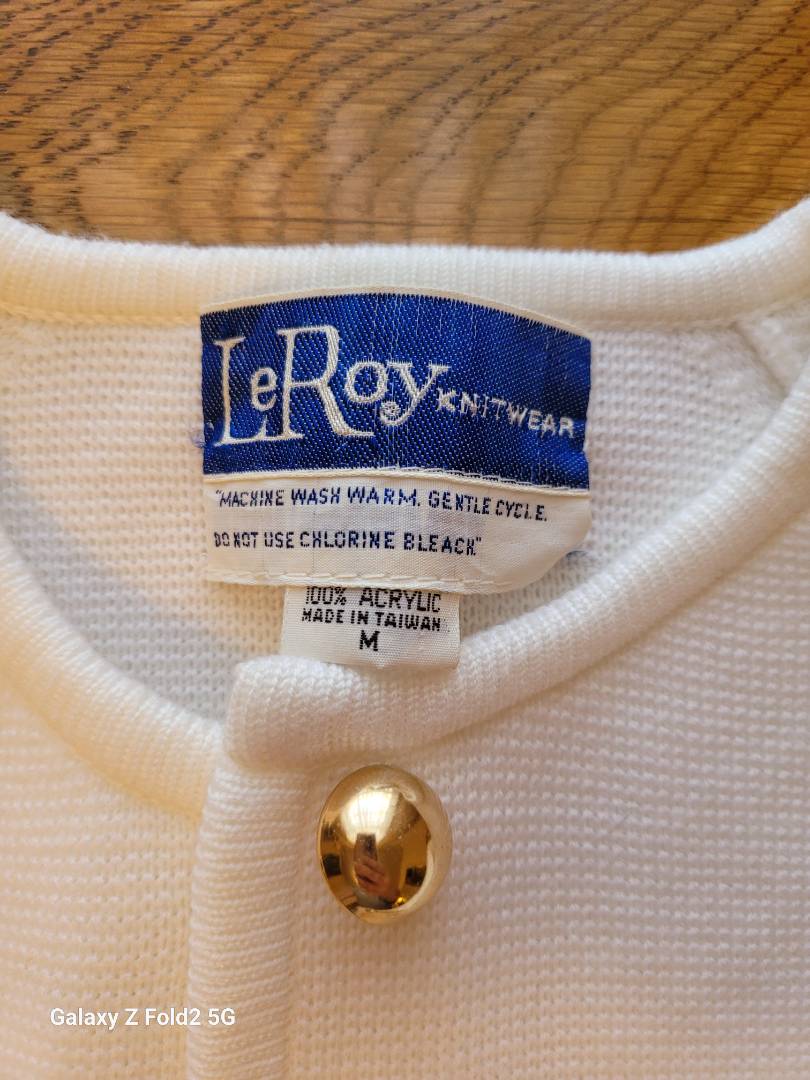 LeRoy KNITWEAR
"MACHINE WASH WARM. GENTLE CYCLE.
DO NOT USE CHLORINE BLEACH"
100% ACRYLIC
MADE IN TAIWAN
M
Galaxy Z Fold2 5G